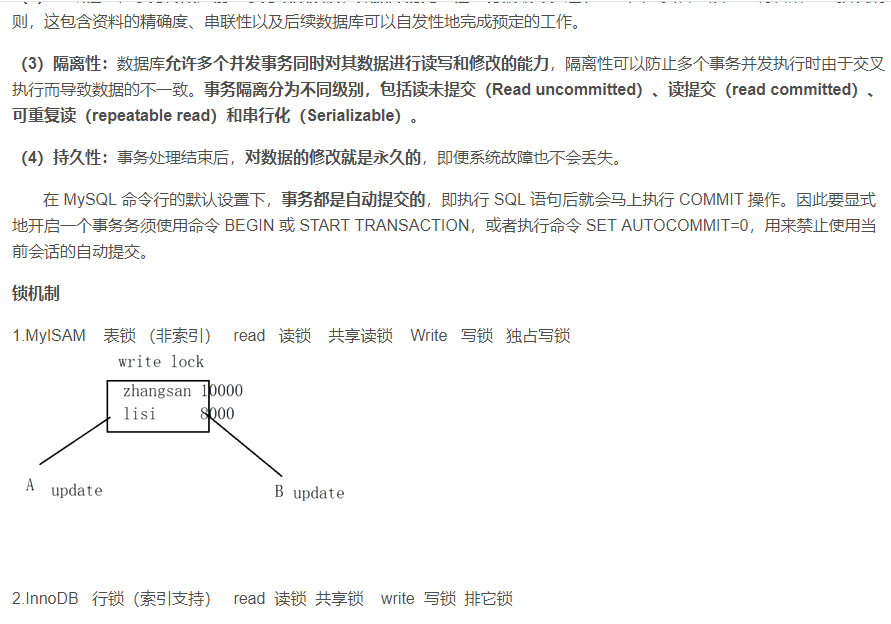 则，这包含资料的精确度、串联性以及后续数据库可以自发性地完成预定的工作。
（3）隔离性：数据库允许多个并发事务同时对其数据进行读写和修改的能力，隔离性可以防止多个事务并发执行时由于交叉
执行而导致数据的不一致。事务隔离分为不同级别，包括读未提交（Read uncommitted）、读提交（read committed）、
可重复读（repeatable read）和串行化（Serializable）。
（4）持久性：事务处理结束后，对数据的修改就是永久的，即便系统故障也不会丢失。
在 MySQL 命令行的默认设置下，事务都是自动提交的，即执行 SQL 语句后就会马上执行 COMMIT 操作。因此要显式
地开启一个事务务须使用命令 BEGIN 或 START TRANSACTION，或者执行命令 SET AUTOCOMMIT=0，用来禁止使用当
前会话的自动提交。
锁机制
1.MyISAM 表锁 （非索引） read 读锁 共享读锁 Write 写锁 独占写锁
write lock
zhangsan 10000
lisi 8000
A update
B update
2.InnoDB 行锁（索引支持） read 读锁 共享锁 write 写锁 排它锁